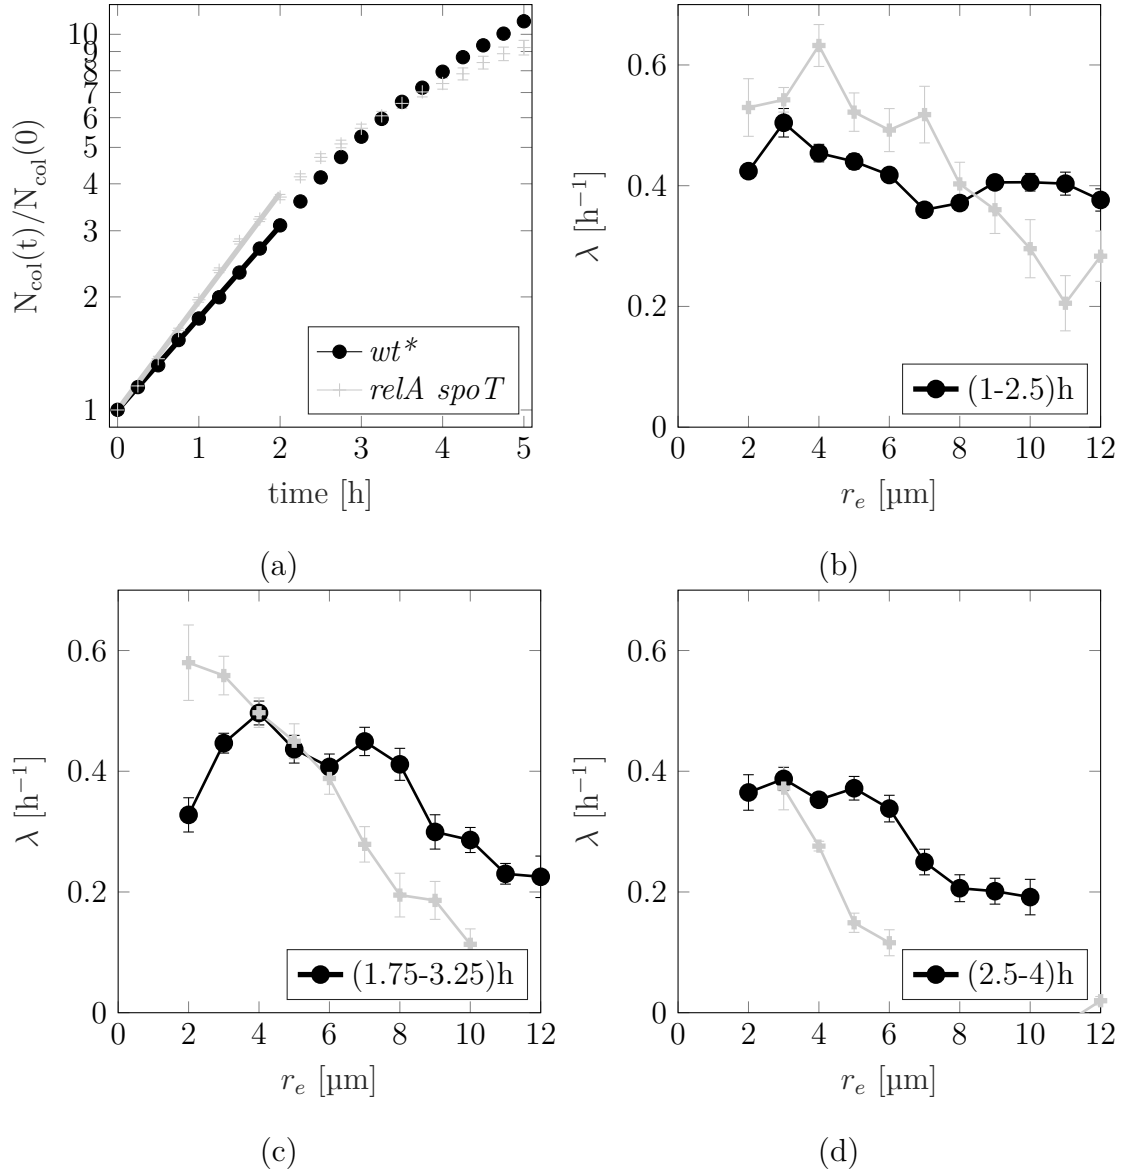 N_col(t)/N_col(0)
10
9
8
7
6
5
4
3
2
1
wt*
relA spoT
0 1 2 3 4 5
time [h]
(a)
λ [h⁻¹]
0.6
0.4
0.2
0
(1-2.5)h
0 2 4 6 8 10 12
r_e [µm]
(b)
λ [h⁻¹]
0.6
0.4
0.2
0
(1.75-3.25)h
0 2 4 6 8 10 12
r_e [µm]
(c)
λ [h⁻¹]
0.6
0.4
0.2
0
(2.5-4)h
0 2 4 6 8 10 12
r_e [µm]
(d)